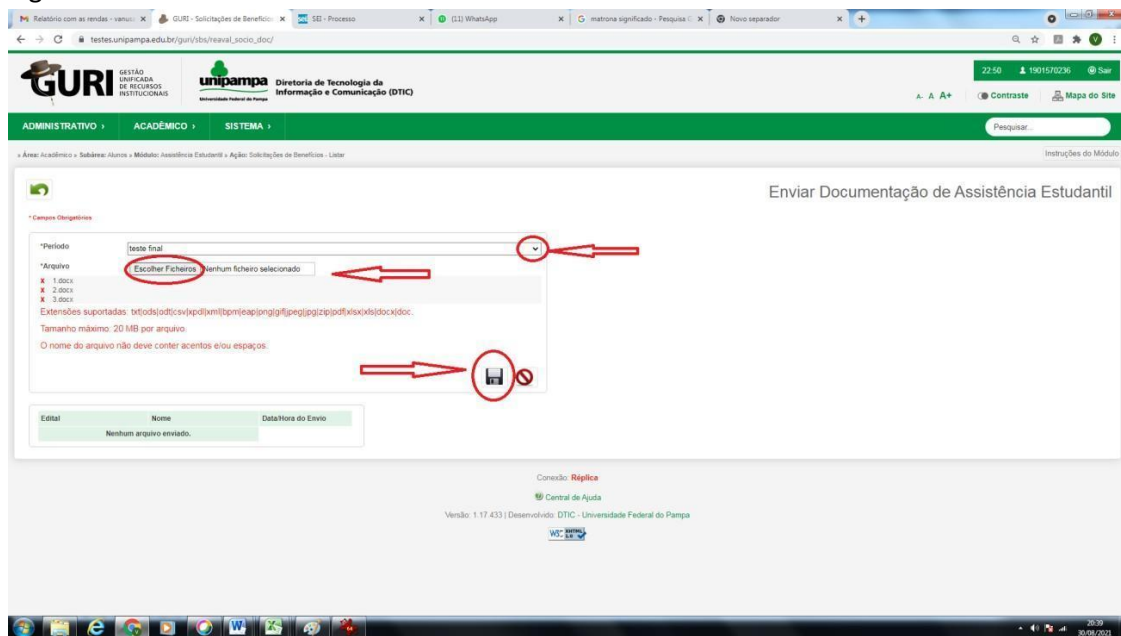 Relatório com as rendas - vanus
GURI - Solicitações de Benefício
SEI - Processo
(11) WhatsApp
matrona significado - Pesquisa
Novo separador
testes.unipampa.edu.br/guri/sbs/reaval_socio_doc/
GURI
GESTÃO
UNIFICADA
DE RECURSOS
INSTITUCIONAIS
unipampa
Universidade Federal do Pampa
Diretoria de Tecnologia da
Informação e Comunicação (DTIC)
22:50 1901570236 Sair
A- A A+ Contraste Mapa do Site
ADMINISTRATIVO › ACADÊMICO › SISTEMA ›
Pesquisar...
» Área: Acadêmico » Subárea: Alunos » Módulo: Assistência Estudantil » Ação: Solicitações de Benefícios - Listar
Instruções do Módulo
Enviar Documentação de Assistência Estudantil
* Campos Obrigatórios
*Período teste final
*Arquivo Escolher Ficheiros Nenhum ficheiro selecionado
X 1.docx
X 2.docx
X 3.docx
Extensões suportadas: txt|ods|odt|csv|xpdl|xml|bpm|eap|png|gif|jpeg|jpg|zip|pdf|xlsx|xls|docx|doc.
Tamanho máximo: 20 MB por arquivo.
O nome do arquivo não deve conter acentos e/ou espaços.
Edital Nome Data/Hora do Envio
Nenhum arquivo enviado.
Conexão: Réplica
Central de Ajuda
Versão: 1.17.433 | Desenvolvido: DTIC - Universidade Federal do Pampa
W3C XHTML 1.0
20:39
30/08/2021